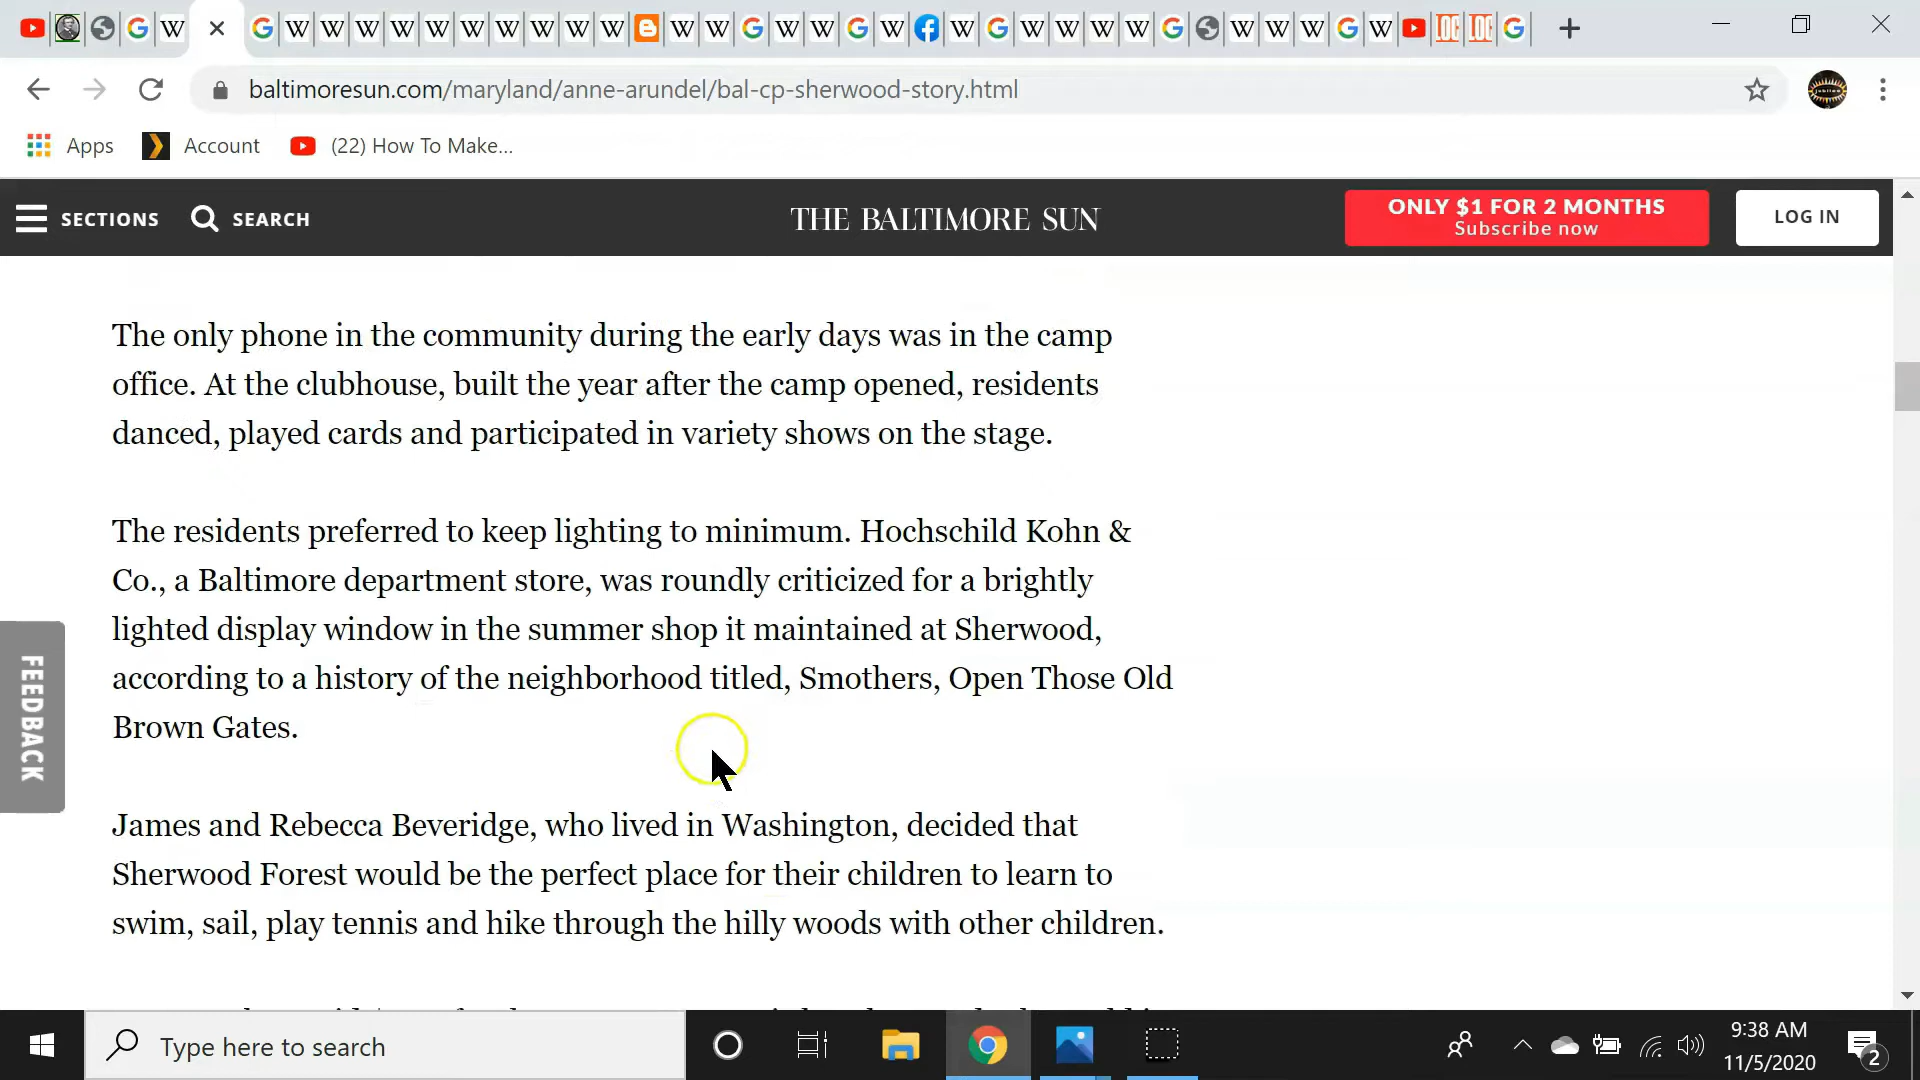 baltimoresun.com/maryland/anne-arundel/bal-cp-sherwood-story.html
Apps
Account
(22) How To Make...
SECTIONS
SEARCH
THE BALTIMORE SUN
ONLY $1 FOR 2 MONTHS
Subscribe now
LOG IN
The only phone in the community during the early days was in the camp
office. At the clubhouse, built the year after the camp opened, residents
danced, played cards and participated in variety shows on the stage.
The residents preferred to keep lighting to minimum. Hochschild Kohn &
Co., a Baltimore department store, was roundly criticized for a brightly
lighted display window in the summer shop it maintained at Sherwood,
according to a history of the neighborhood titled, Smothers, Open Those Old
Brown Gates.
FEEDBACK
James and Rebecca Beveridge, who lived in Washington, decided that
Sherwood Forest would be the perfect place for their children to learn to
swim, sail, play tennis and hike through the hilly woods with other children.
Type here to search
9:38 AM
11/5/2020
2